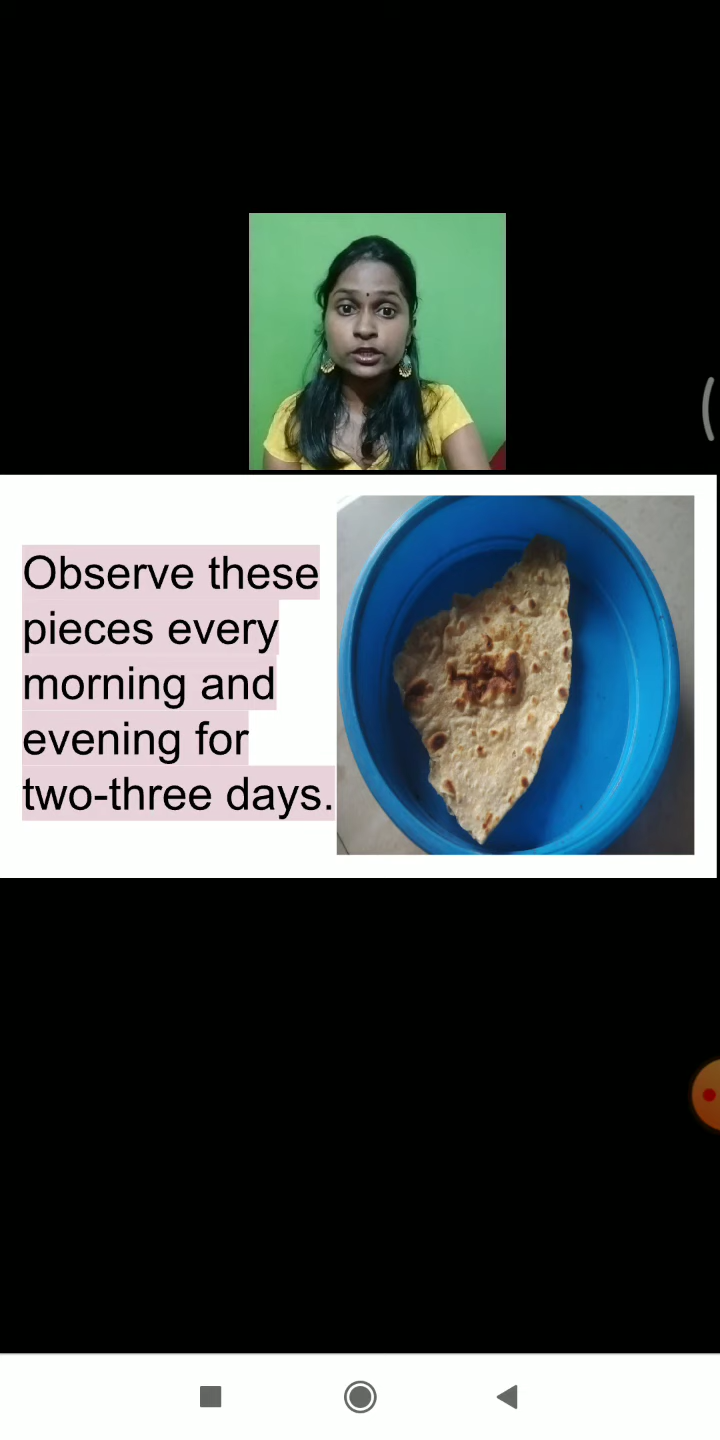 Observe these
pieces every
morning and
evening for
two-three days.